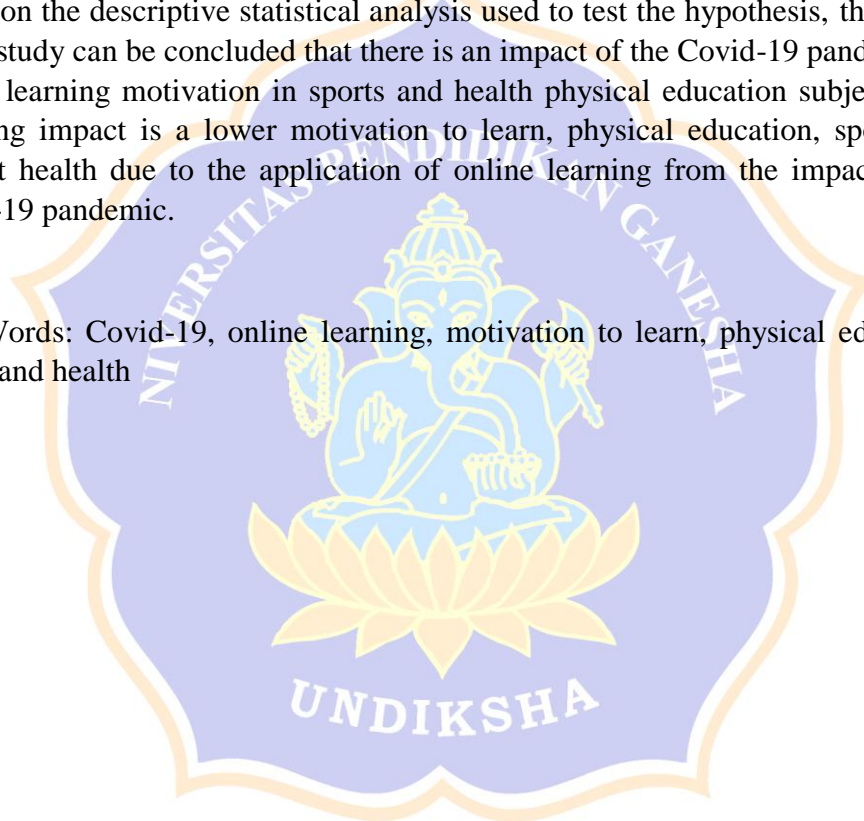 on the descriptive statistical analysis used to test the hypothesis, th
study can be concluded that there is an impact of the Covid-19 pand
learning motivation in sports and health physical education subje
ng impact is a lower motivation to learn, physical education, sp
t health due to the application of online learning from the impac
-19 pandemic.
Words: Covid-19, online learning, motivation to learn, physical ed
and health
NIVERSITAS PENDIDIKAN GANESHA
UNDIKSHA